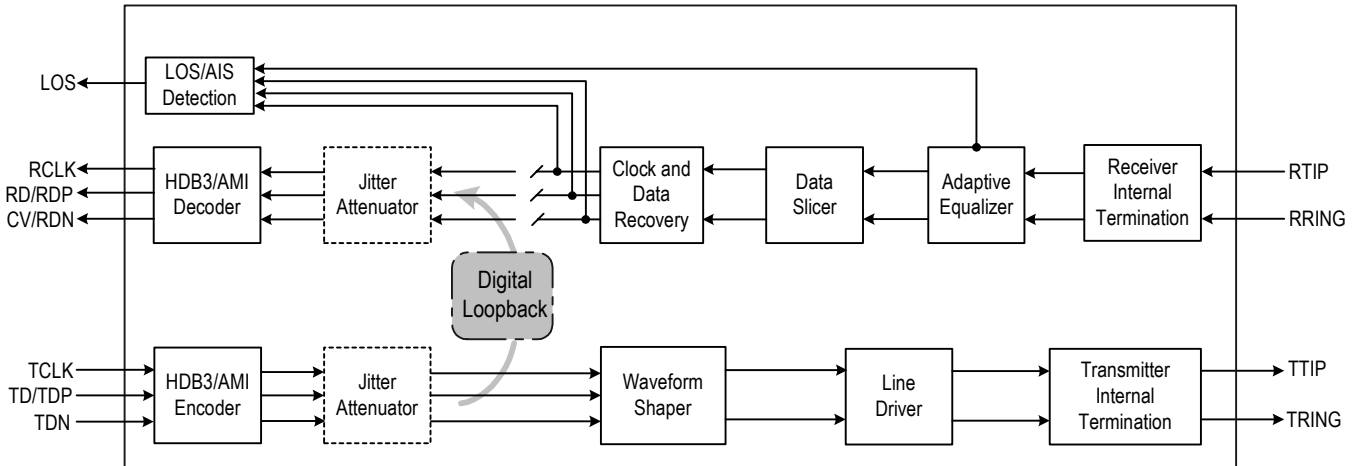 LOS
LOS/AIS
Detection
RCLK
RD/RDP
CV/RDN
HDB3/AMI
Decoder
Jitter
Attenuator
Clock and
Data
Recovery
Data
Slicer
Adaptive
Equalizer
Receiver
Internal
Termination
RTIP
RRING
Digital
Loopback
TCLK
TD/TDP
TDN
HDB3/AMI
Encoder
Jitter
Attenuator
Waveform
Shaper
Line
Driver
Transmitter
Internal
Termination
TTIP
TRING